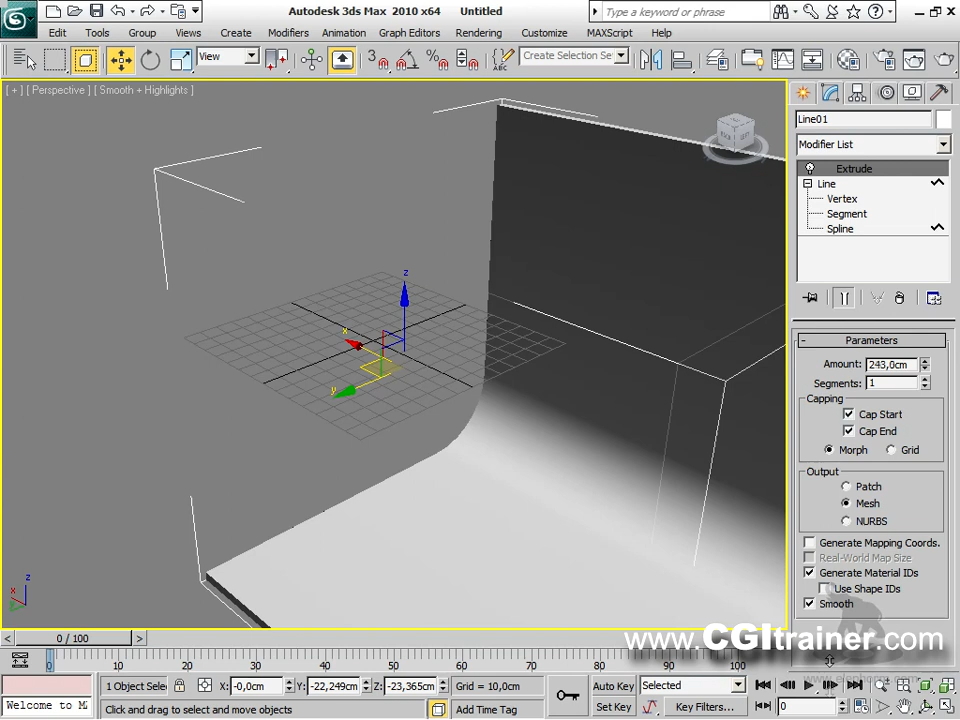 Autodesk 3ds Max 2010 x64 Untitled
Type a keyword or phrase
Edit Tools Group Views Create Modifiers Animation Graph Editors Rendering Customize MAXScript Help
View
3
%
ABC
Create Selection Se
[ + ] [ Perspective ] [ Smooth + Highlights ]
Line01
Modifier List
Extrude
Line
Vertex
Segment
Spline
z
x
y
- Parameters
Amount: 243,0cm
Segments: 1
Capping
Cap Start
Cap End
Morph Grid
Output
Patch
Mesh
NURBS
Generate Mapping Coords.
Real-World Map Size
Generate Material IDs
Use Shape IDs
Smooth
z
x
< 0 / 100 >
www.CGItrainer.com
0 10 20 30 40 50 60 70 80 90 100
1 Object Selec X: -0,0cm Y: -22,249cm Z: -23,365cm Grid = 10,0cm Auto Key Selected
Welcome to M Click and drag to select and move objects Add Time Tag Set Key Key Filters... 0